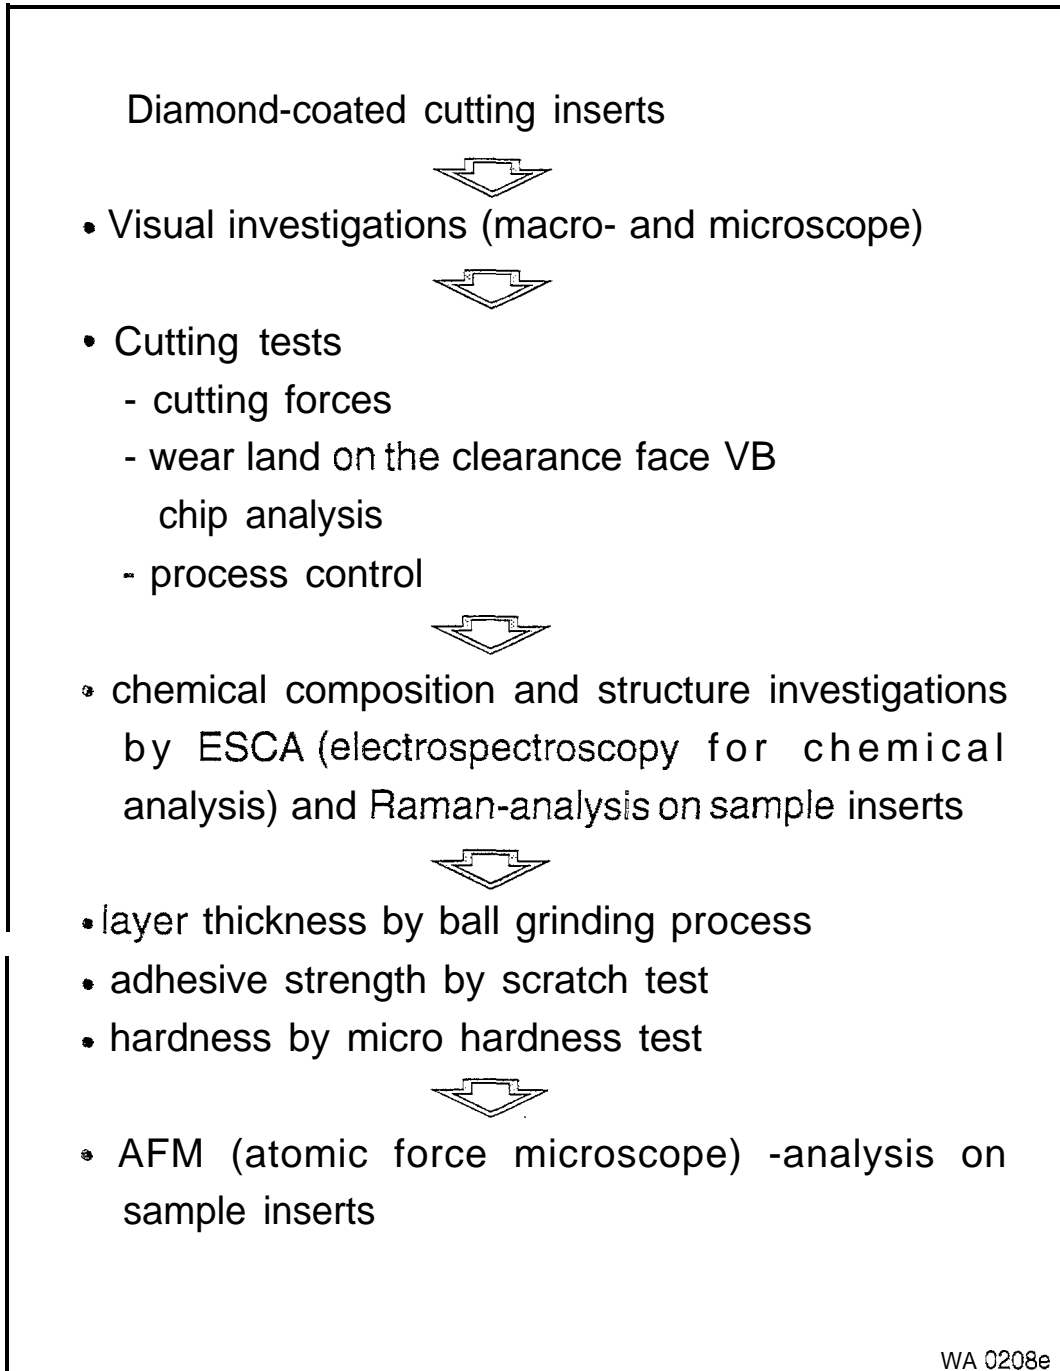 Diamond-coated cutting inserts
• Visual investigations (macro- and microscope)
• Cutting tests
- cutting forces
- wear land on the clearance face VB
chip analysis
- process control
• chemical composition and structure investigations
by ESCA (electrospectroscopy for chemical
analysis) and Raman-analysis on sample inserts
• layer thickness by ball grinding process
• adhesive strength by scratch test
• hardness by micro hardness test
• AFM (atomic force microscope) -analysis on
sample inserts
WA 0208e